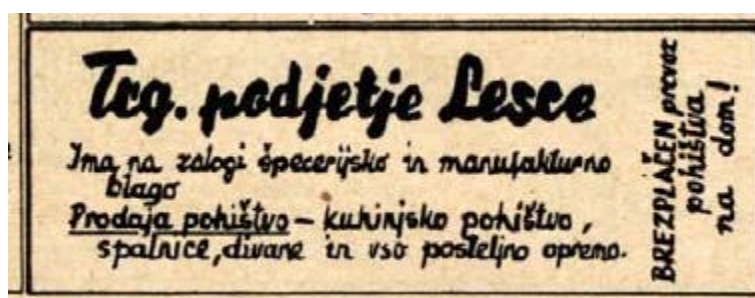 Trg. podjetje Lesce
Ima na zalogi špecerijsko in manufakturno
blago
Prodaja pohištvo – kuhinjsko pohištvo,
spalnice, divane in vso posteljno opremo.
BREZPLAČEN prevoz
pohištva
na dom!